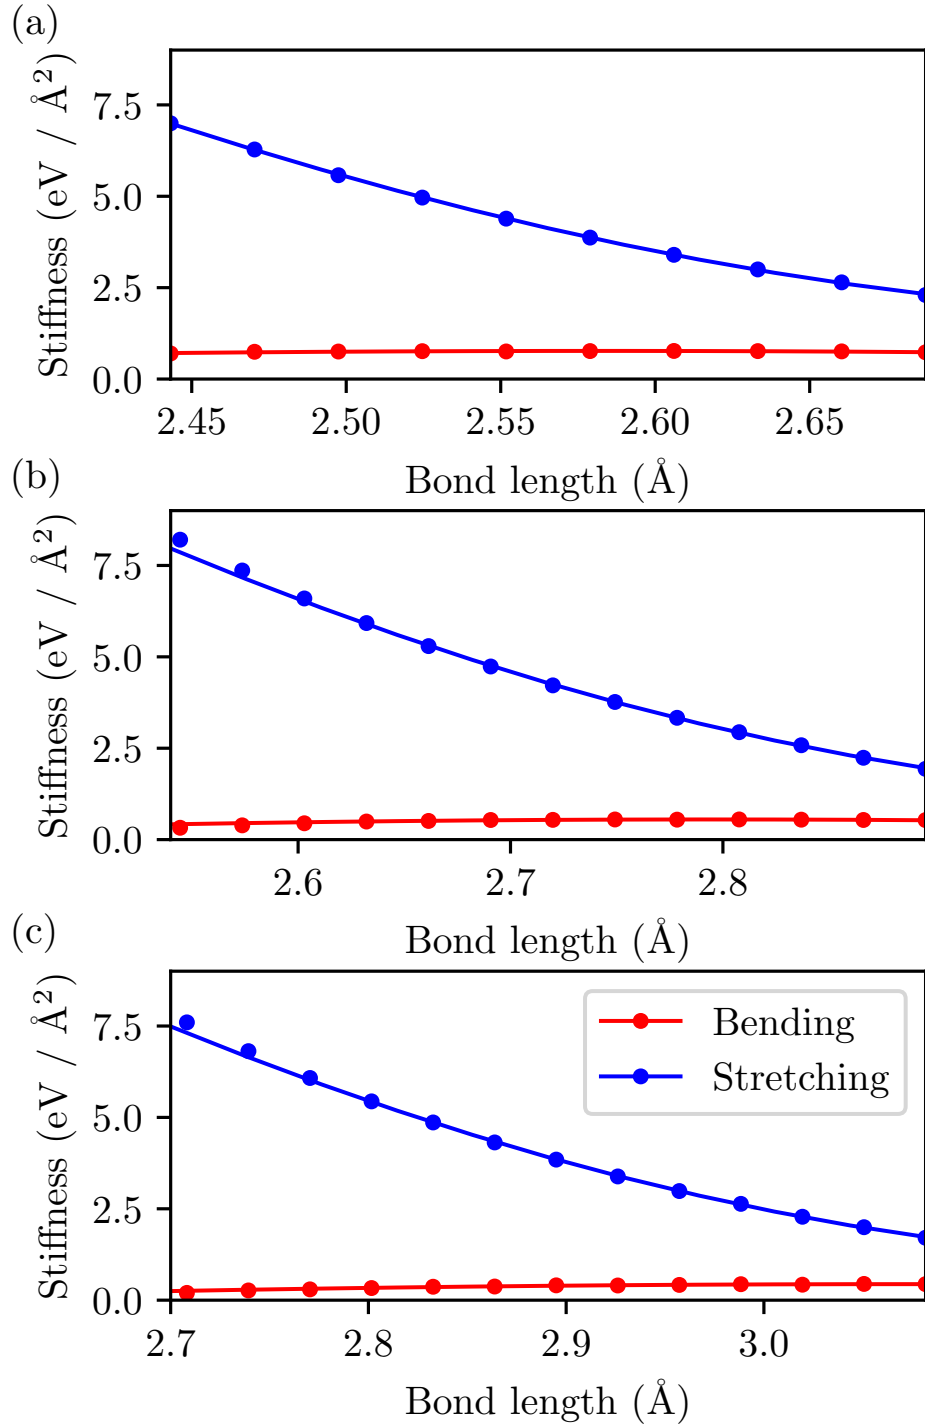 (a)
Stiffness (eV / Å²)
7.5
5.0
2.5
0.0
2.45 2.50 2.55 2.60 2.65
Bond length (Å)
(b)
Stiffness (eV / Å²)
7.5
5.0
2.5
0.0
2.6 2.7 2.8
Bond length (Å)
(c)
Stiffness (eV / Å²)
7.5
5.0
2.5
0.0
Bending
Stretching
2.7 2.8 2.9 3.0
Bond length (Å)